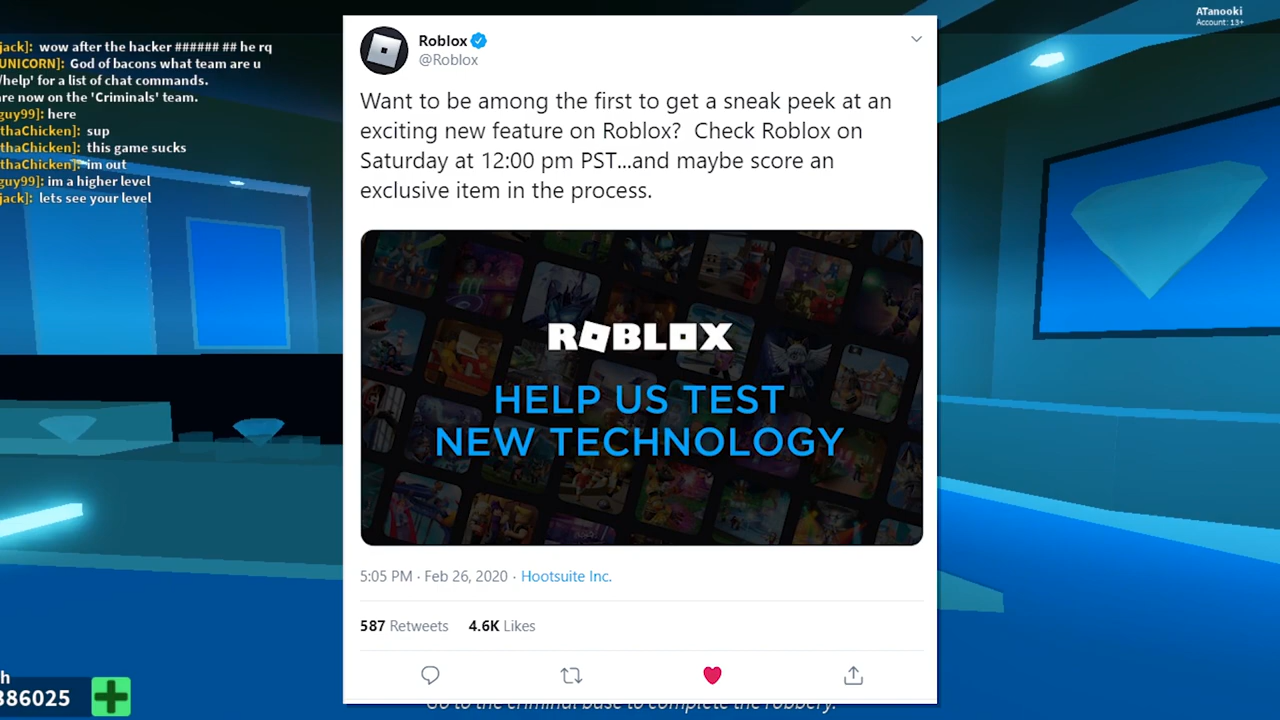 ATanooki
Account: 13+
jack]: wow after the hacker ###### ## he rq
UNICORN]: God of bacons what team are u
/help' for a list of chat commands.
re now on the 'Criminals' team.
guy99]: here
thaChicken]: sup
thaChicken]: this game sucks
thaChicken]: im out
guy99]: im a higher level
jack]: lets see your level
Roblox
@Roblox
Want to be among the first to get a sneak peek at an
exciting new feature on Roblox? Check Roblox on
Saturday at 12:00 pm PST...and maybe score an
exclusive item in the process.
ROBLOX
HELP US TEST
NEW TECHNOLOGY
5:05 PM · Feb 26, 2020 · Hootsuite Inc.
587 Retweets 4.6K Likes
h
386025
Go to the criminal base to complete the robbery.